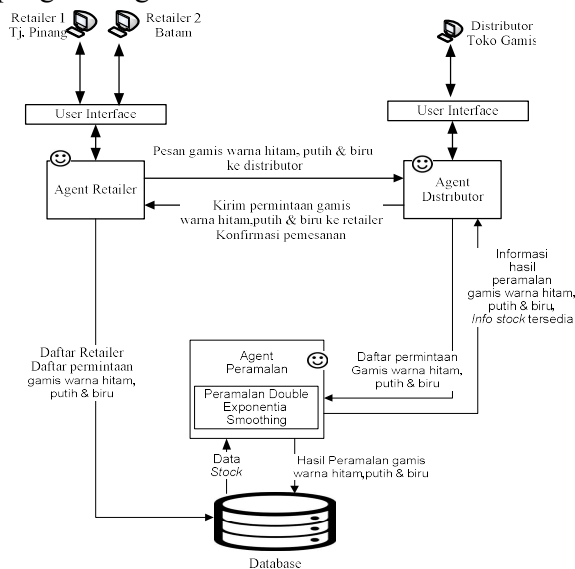 Retailer 1
Tj. Pinang
Retailer 2
Batam
Distributor
Toko Gamis
User Interface
User Interface
Pesan gamis warna hitam, putih & biru
ke distributor
Agent Retailer
Agent
Distributor
Kirim permintaan gamis
warna hitam,putih & biru ke retailer
Konfirmasi pemesanan
Informasi
hasil
peramalan
gamis warna hitam,
putih & biru,
Info stock tersedia
Daftar Retailer
Daftar permintaan
gamis warna hitam,
putih & biru
Agent
Peramalan
Peramalan Double
Exponentia
Smoothing
Daftar permintaan
Gamis warna hitam,
putih & biru
Data
Stock
Hasil Peramalan gamis
warna hitam,putih & biru
Database